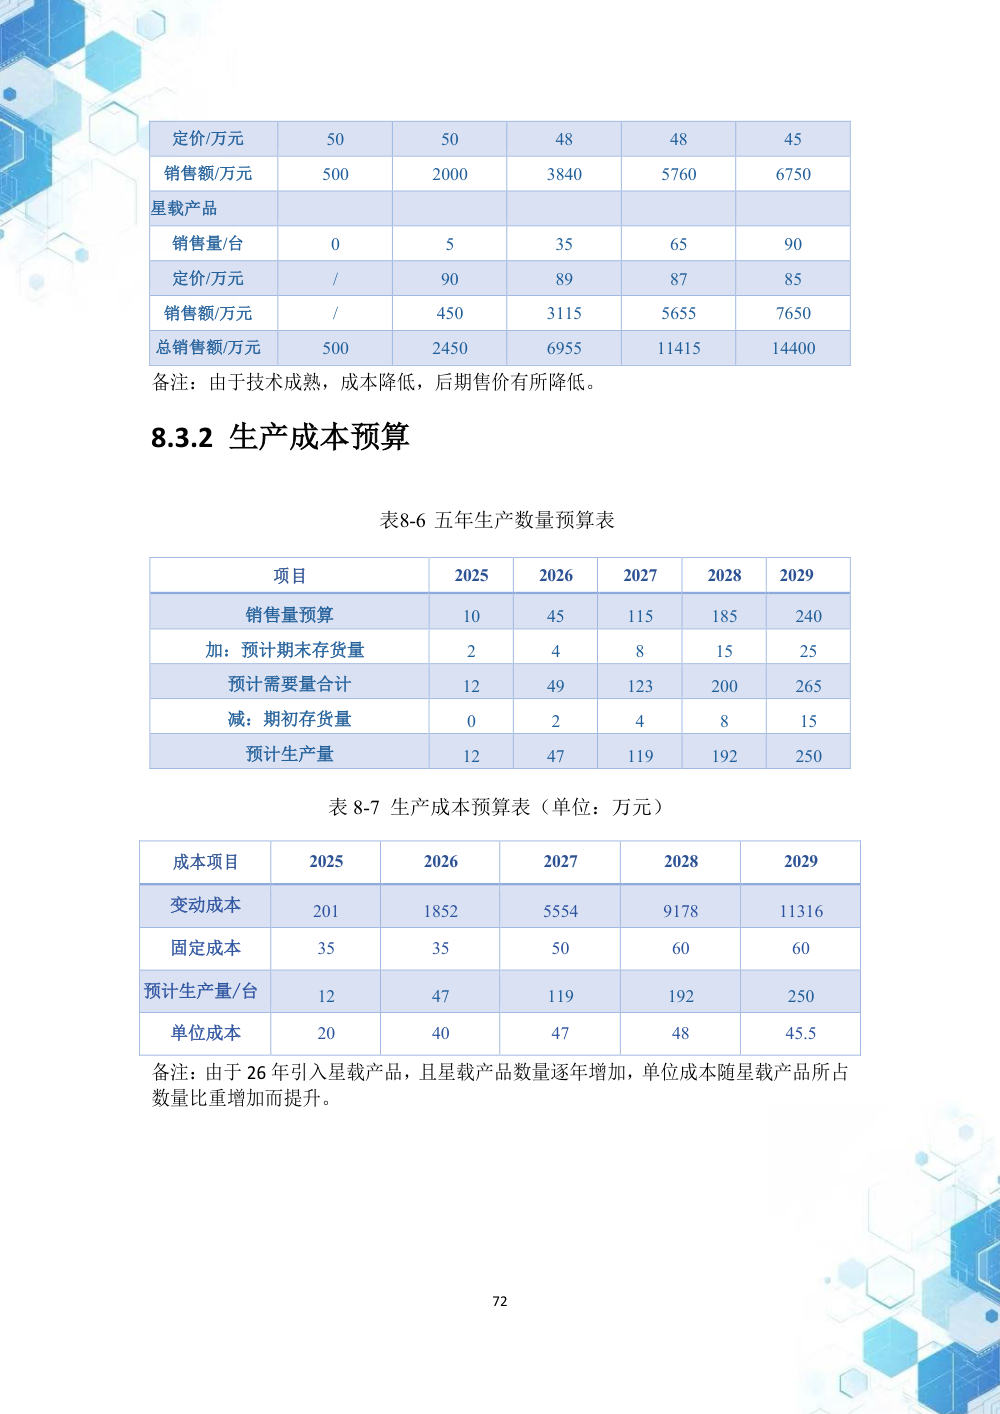 定价/万元 50 50 48 48 45
销售额/万元 500 2000 3840 5760 6750
星载产品
销售量/台 0 5 35 65 90
定价/万元 / 90 89 87 85
销售额/万元 / 450 3115 5655 7650
总销售额/万元 500 2450 6955 11415 14400
备注：由于技术成熟，成本降低，后期售价有所降低。
8.3.2 生产成本预算
表8-6 五年生产数量预算表
项目 2025 2026 2027 2028 2029
销售量预算 10 45 115 185 240
加：预计期末存货量 2 4 8 15 25
预计需要量合计 12 49 123 200 265
减：期初存货量 0 2 4 8 15
预计生产量 12 47 119 192 250
表 8-7 生产成本预算表（单位：万元）
成本项目 2025 2026 2027 2028 2029
变动成本 201 1852 5554 9178 11316
固定成本 35 35 50 60 60
预计生产量/台 12 47 119 192 250
单位成本 20 40 47 48 45.5
备注：由于 26 年引入星载产品，且星载产品数量逐年增加，单位成本随星载产品所占
数量比重增加而提升。
72